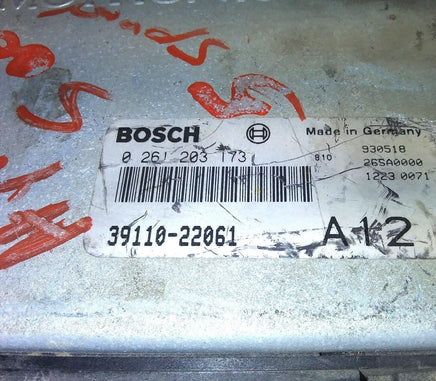 BOSCH Made in Germany
0 261 203 173 810 930518
265A0000
1223 0071
39110-22061 A12